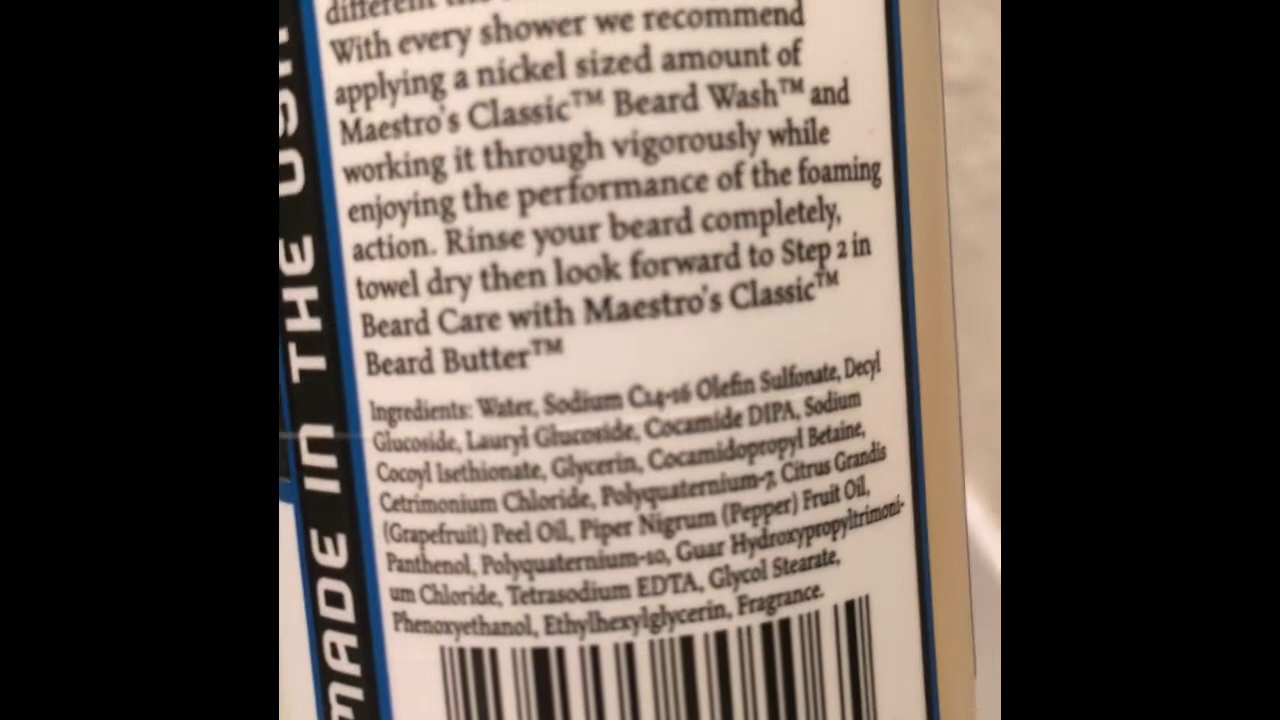 different
With every shower we recommend
applying a nickel sized amount of
Maestro's Classic™ Beard Wash™ and
working it through vigorously while
enjoying the performance of the foaming
action. Rinse your beard completely,
towel dry then look forward to Step 2 in
Beard Care with Maestro's Classic™
Beard Butter™
Ingredients: Water, Sodium C14-16 Olefin Sulfonate, Decyl
Glucoside, Lauryl Glucoside, Cocamide DIPA, Sodium
Cocoyl Isethionate, Glycerin, Cocamidopropyl Betaine,
Cetrimonium Chloride, Polyquaternium-7, Citrus Grandis
(Grapefruit) Peel Oil, Piper Nigrum (Pepper) Fruit Oil,
Panthenol, Polyquaternium-10, Guar Hydroxypropyltrimoni-
um Chloride, Tetrasodium EDTA, Glycol Stearate,
Phenoxyethanol, Ethylhexylglycerin, Fragrance.
MADE IN THE USA